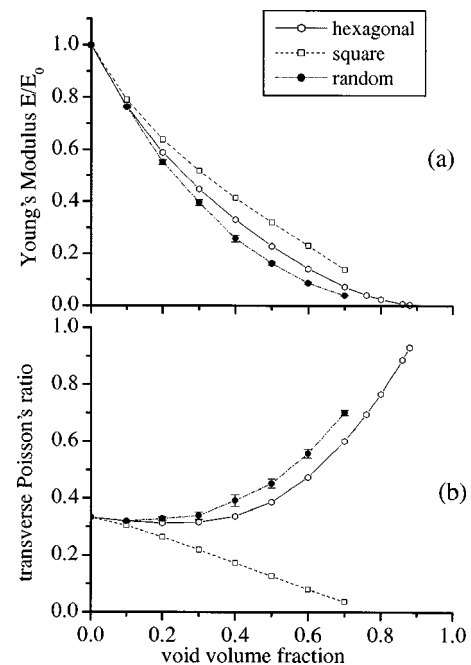 hexagonal
square
random
Young's Modulus E/E₀
1.0
0.8
0.6
0.4
0.2
0.0
(a)
transverse Poisson's ratio
1.0
0.8
0.6
0.4
0.2
0.0
(b)
0.0 0.2 0.4 0.6 0.8 1.0
void volume fraction